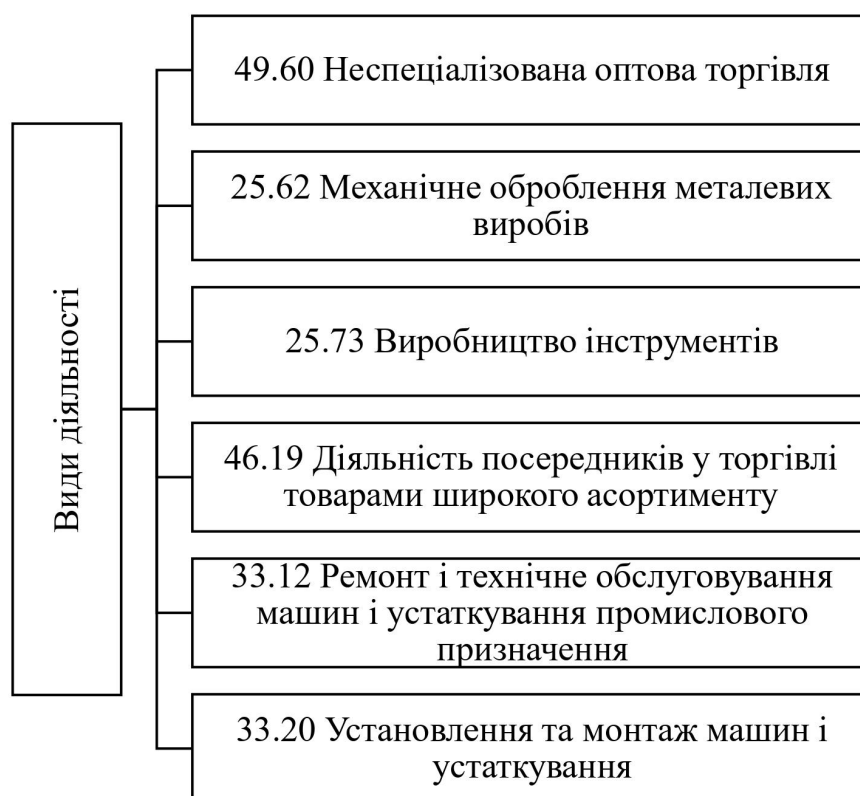 Види діяльності
49.60 Неспеціалізована оптова торгівля
25.62 Механічне оброблення металевих
виробів
25.73 Виробництво інструментів
46.19 Діяльність посередників у торгівлі
товарами широкого асортименту
33.12 Ремонт і технічне обслуговування
машин і устаткування промислового
призначення
33.20 Установлення та монтаж машин і
устаткування